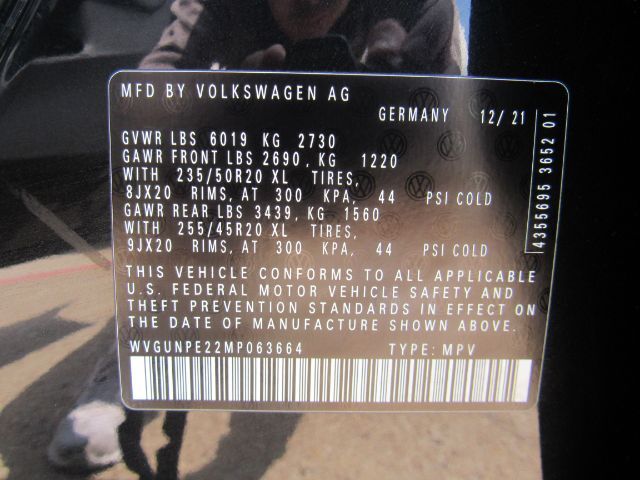 MFD BY VOLKSWAGEN AG
GERMANY 12/21
GVWR LBS 6019 KG 2730
GAWR FRONT LBS 2690, KG 1220
WITH 235/50R20 XL TIRES,
8JX20 RIMS, AT 300 KPA, 44 PSI COLD
GAWR REAR LBS 3439, KG 1560
WITH 255/45R20 XL TIRES,
9JX20 RIMS, AT 300 KPA, 44 PSI COLD
THIS VEHICLE CONFORMS TO ALL APPLICABLE
U.S. FEDERAL MOTOR VEHICLE SAFETY AND
THEFT PREVENTION STANDARDS IN EFFECT ON
THE DATE OF MANUFACTURE SHOWN ABOVE.
WVGUNPE22MP063664 TYPE: MPV
4355695 3652 01